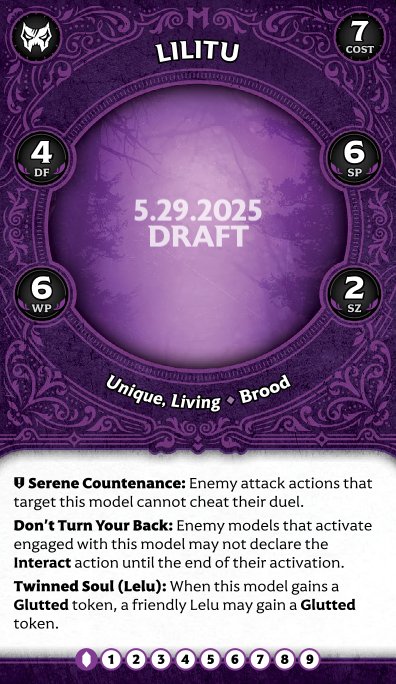 LILITU
7
COST
4
DF
6
SP
5.29.2025
DRAFT
6
WP
2
SZ
Unique, Living ◆ Brood
Serene Countenance: Enemy attack actions that
target this model cannot cheat their duel.
Don't Turn Your Back: Enemy models that activate
engaged with this model may not declare the
Interact action until the end of their activation.
Twinned Soul (Lelu): When this model gains a
Glutted token, a friendly Lelu may gain a Glutted
token.
1 2 3 4 5 6 7 8 9